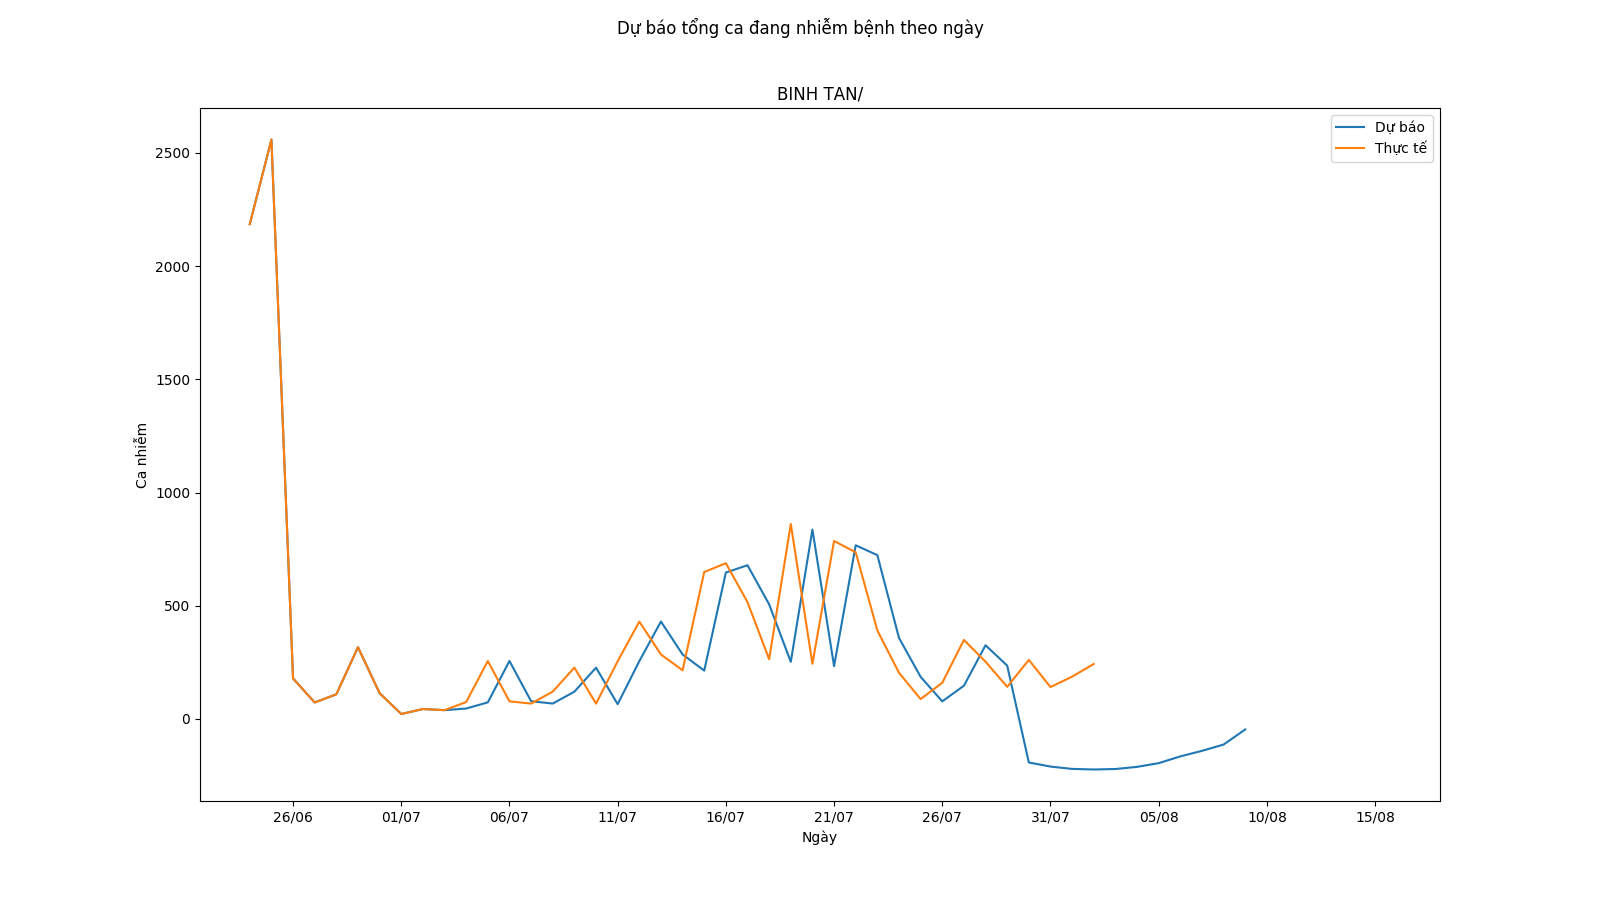 Dự báo tổng ca đang nhiễm bệnh theo ngày
BINH TAN/
Dự báo
Thực tế
2500
2000
1500
1000
500
0
Ca nhiễm
26/06 01/07 06/07 11/07 16/07 21/07 26/07 31/07 05/08 10/08 15/08
Ngày